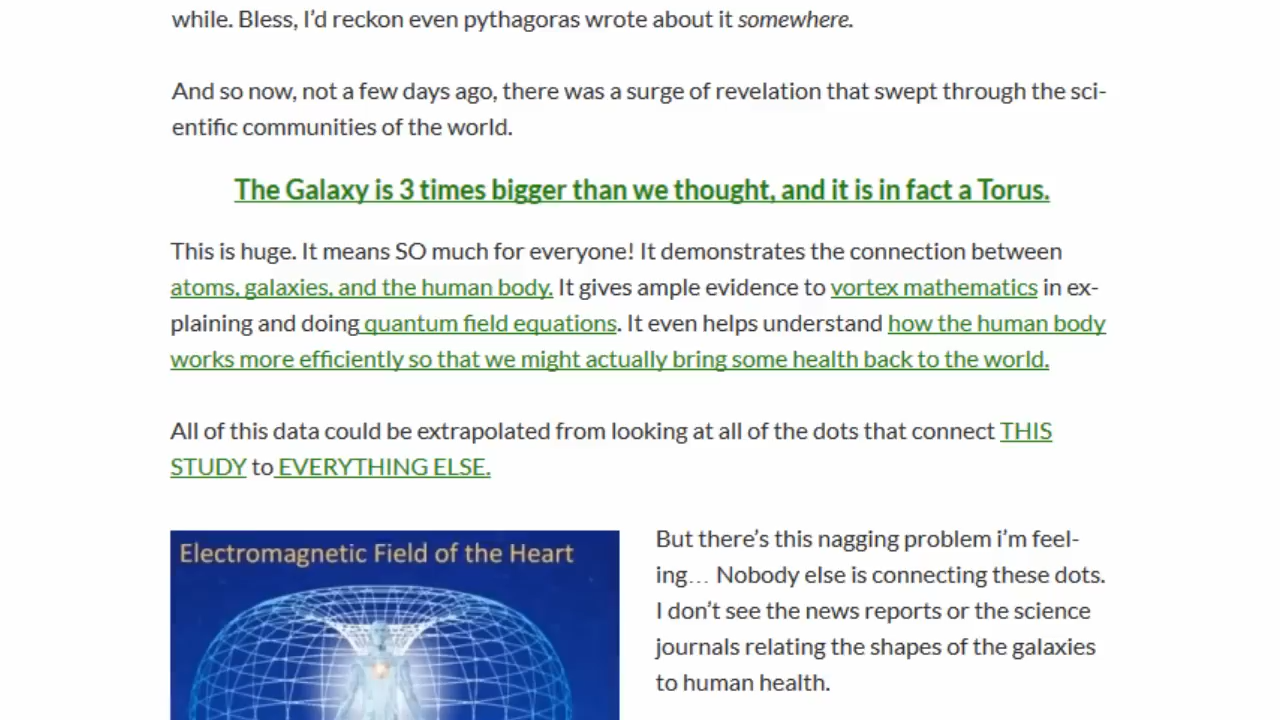 while. Bless, I'd reckon even pythagoras wrote about it somewhere.
And so now, not a few days ago, there was a surge of revelation that swept through the sci-
entific communities of the world.
The Galaxy is 3 times bigger than we thought, and it is in fact a Torus.
This is huge. It means SO much for everyone! It demonstrates the connection between
atoms, galaxies, and the human body. It gives ample evidence to vortex mathematics in ex-
plaining and doing quantum field equations. It even helps understand how the human body
works more efficiently so that we might actually bring some health back to the world.
All of this data could be extrapolated from looking at all of the dots that connect THIS
STUDY to EVERYTHING ELSE.
Electromagnetic Field of the Heart
But there's this nagging problem i'm feel-
ing… Nobody else is connecting these dots.
I don't see the news reports or the science
journals relating the shapes of the galaxies
to human health.